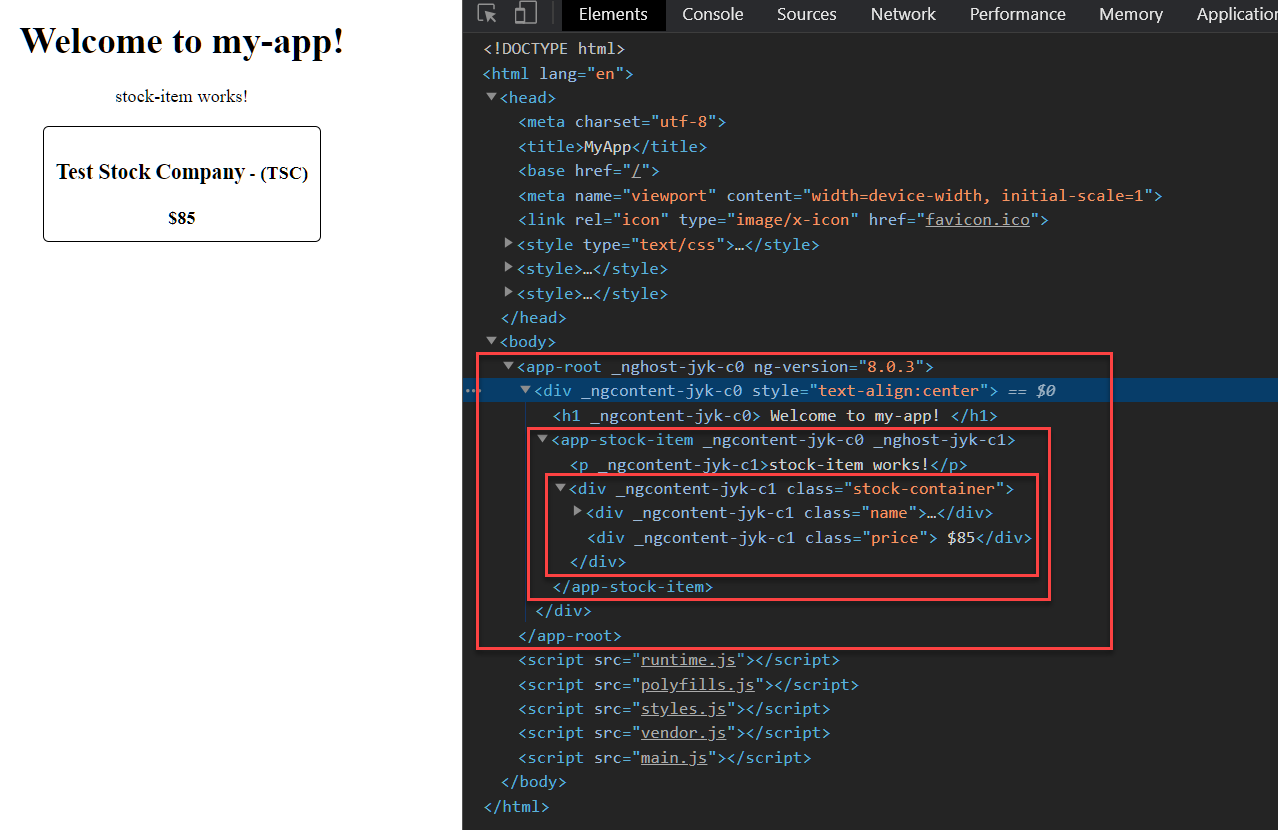 Welcome to my-app!
stock-item works!
Test Stock Company - (TSC)
$85
Elements Console Sources Network Performance Memory Application
<!DOCTYPE html>
<html lang="en">
<head>
<meta charset="utf-8">
<title>MyApp</title>
<base href="/">
<meta name="viewport" content="width=device-width, initial-scale=1">
<link rel="icon" type="image/x-icon" href="favicon.ico">
<style type="text/css">…</style>
<style>…</style>
<style>…</style>
</head>
<body>
<app-root _nghost-jyk-c0 ng-version="8.0.3">
<div _ngcontent-jyk-c0 style="text-align:center"> == $0
<h1 _ngcontent-jyk-c0> Welcome to my-app! </h1>
<app-stock-item _ngcontent-jyk-c0 _nghost-jyk-c1>
<p _ngcontent-jyk-c1>stock-item works!</p>
<div _ngcontent-jyk-c1 class="stock-container">
<div _ngcontent-jyk-c1 class="name">…</div>
<div _ngcontent-jyk-c1 class="price"> $85</div>
</div>
</app-stock-item>
</div>
</app-root>
<script src="runtime.js"></script>
<script src="polyfills.js"></script>
<script src="styles.js"></script>
<script src="vendor.js"></script>
<script src="main.js"></script>
</body>
</html>